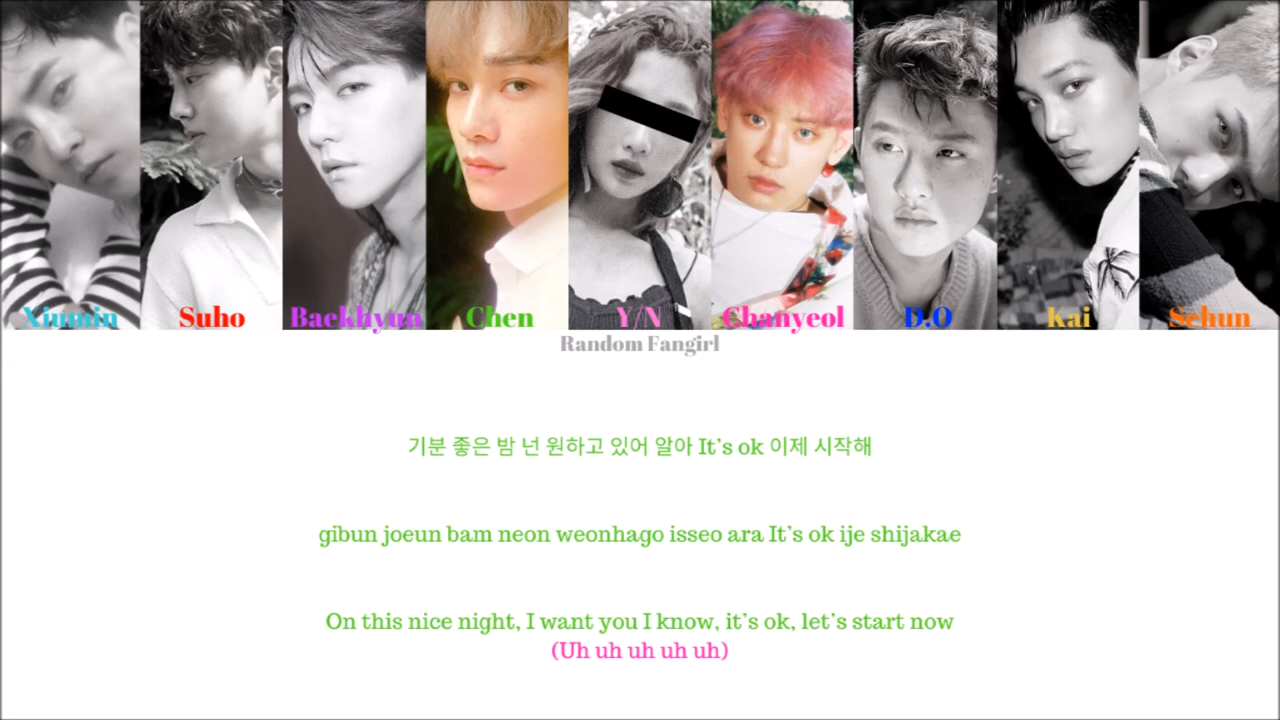 Xiumin Suho Baekhyun Chen Y/N Chanyeol D.O Kai Sehun
Random Fangirl
기분 좋은 밤 넌 원하고 있어 알아 It's ok 이제 시작해
gibun joeun bam neon weonhago isseo ara It's ok ije shijakae
On this nice night, I want you I know, it's ok, let's start now
(Uh uh uh uh uh)